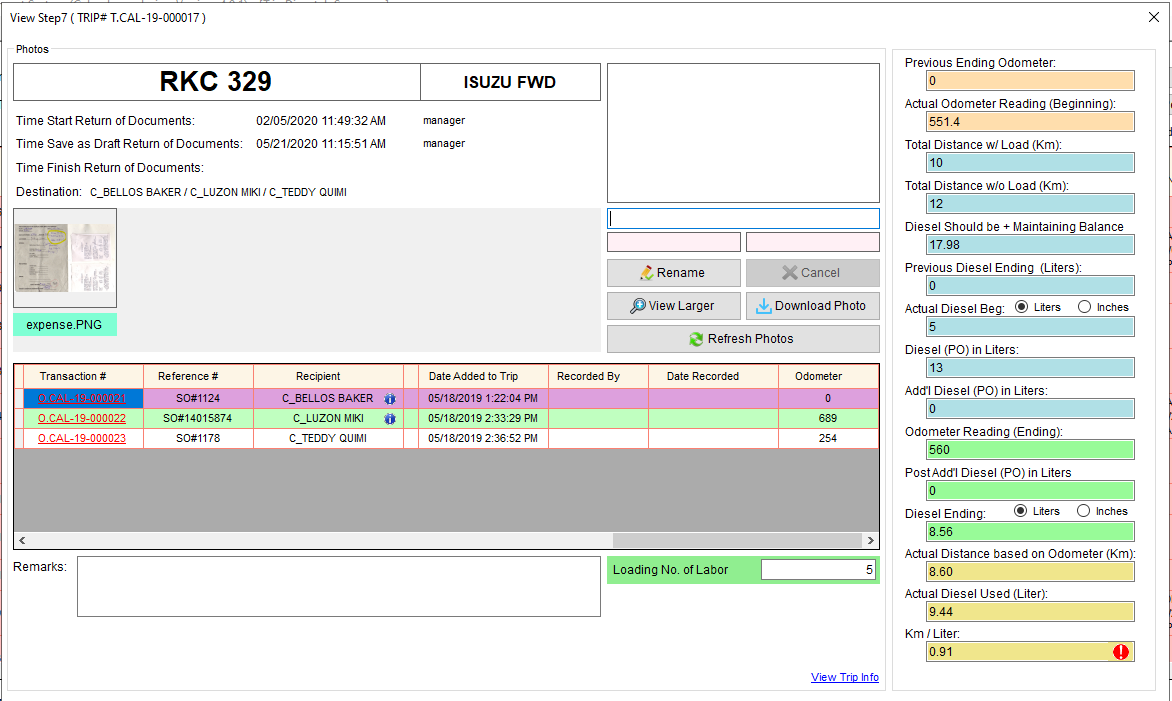 View Step7 ( TRIP# T.CAL-19-000017 )
Photos
RKC 329
ISUZU FWD
Time Start Return of Documents: 02/05/2020 11:49:32 AM manager
Time Save as Draft Return of Documents: 05/21/2020 11:15:51 AM manager
Time Finish Return of Documents:
Destination: C_BELLOS BAKER / C_LUZON MIKI / C_TEDDY QUIMI
expense.PNG
Rename
Cancel
View Larger
Download Photo
Refresh Photos
Transaction # Reference # Recipient Date Added to Trip Recorded By Date Recorded Odometer
O.CAL-19-000021 SO#1124 C_BELLOS BAKER 05/18/2019 1:22:04 PM 0
O.CAL-19-000022 SO#14015874 C_LUZON MIKI 05/18/2019 2:33:29 PM 689
O.CAL-19-000023 SO#1178 C_TEDDY QUIMI 05/18/2019 2:36:52 PM 254
Remarks:
Loading No. of Labor 5
View Trip Info
Previous Ending Odometer:
0
Actual Odometer Reading (Beginning):
551.4
Total Distance w/ Load (Km):
10
Total Distance w/o Load (Km):
12
Diesel Should be + Maintaining Balance
17.98
Previous Diesel Ending (Liters):
0
Actual Diesel Beg: Liters Inches
5
Diesel (PO) in Liters:
13
Add'l Diesel (PO) in Liters:
0
Odometer Reading (Ending):
560
Post Add'l Diesel (PO) in Liters
0
Diesel Ending: Liters Inches
8.56
Actual Distance based on Odometer (Km):
8.60
Actual Diesel Used (Liter):
9.44
Km / Liter:
0.91